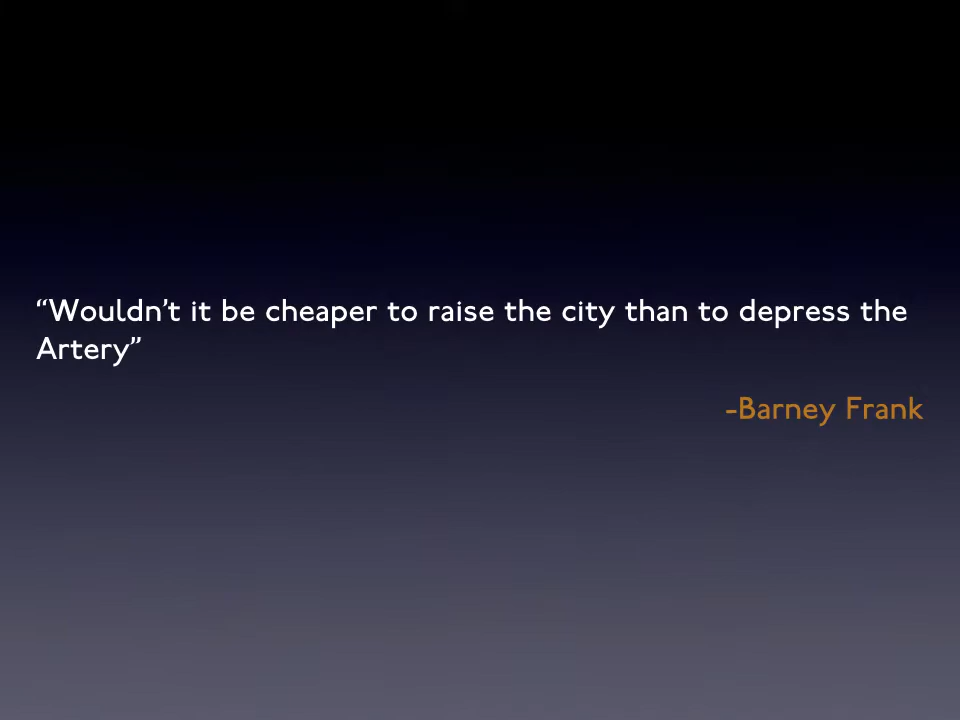 “Wouldn’t it be cheaper to raise the city than to depress the
Artery”
-Barney Frank